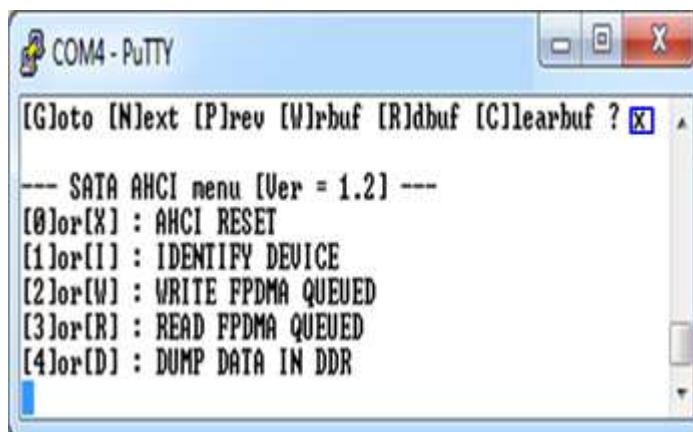 COM4 - PuTTY
[G]oto [N]ext [P]rev [W]rbuf [R]dbuf [C]learbuf ? X
--- SATA AHCI menu [Ver = 1.2] ---
[0]or[X] : AHCI RESET
[1]or[I] : IDENTIFY DEVICE
[2]or[W] : WRITE FPDMA QUEUED
[3]or[R] : READ FPDMA QUEUED
[4]or[D] : DUMP DATA IN DDR